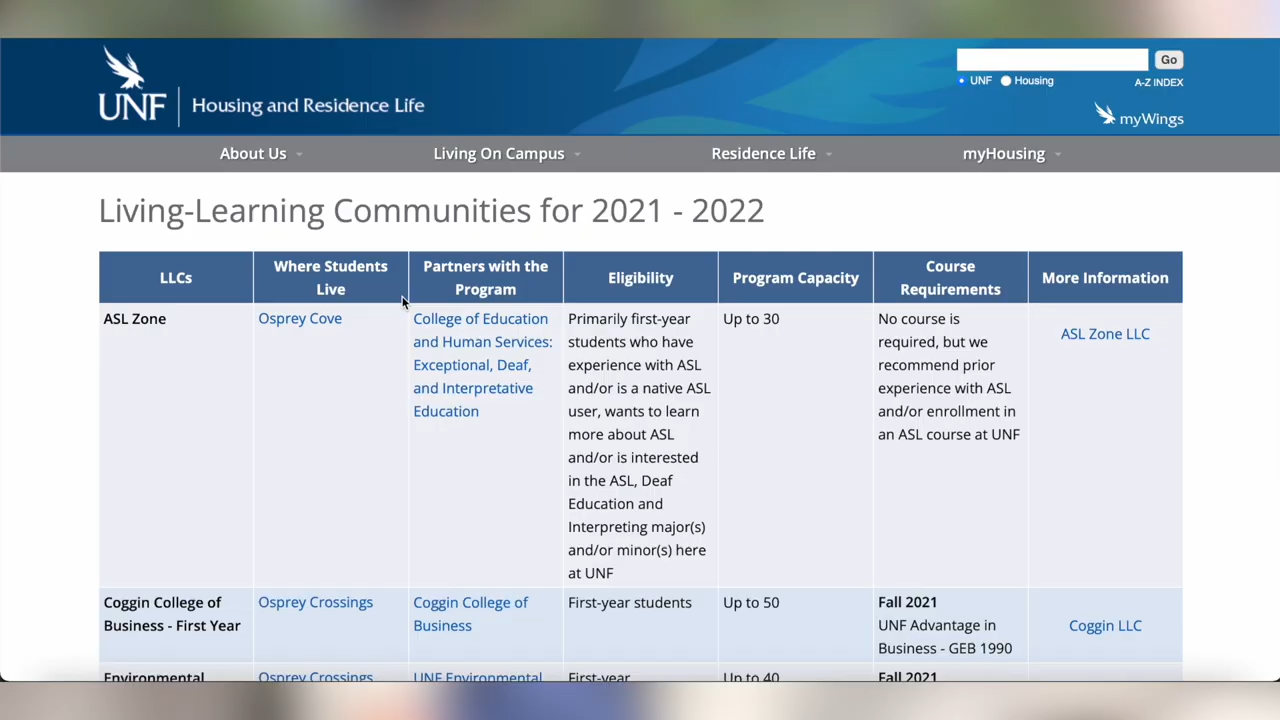 UNF
Housing and Residence Life
Go
UNF Housing
A-Z INDEX
myWings
About Us
Living On Campus
Residence Life
myHousing
Living-Learning Communities for 2021 - 2022
LLCs
Where Students
Live
Partners with the
Program
Eligibility
Program Capacity
Course
Requirements
More Information
ASL Zone
Osprey Cove
College of Education
and Human Services:
Exceptional, Deaf,
and Interpretative
Education
Primarily first-year
students who have
experience with ASL
and/or is a native ASL
user, wants to learn
more about ASL
and/or is interested
in the ASL, Deaf
Education and
Interpreting major(s)
and/or minor(s) here
at UNF
Up to 30
No course is
required, but we
recommend prior
experience with ASL
and/or enrollment in
an ASL course at UNF
ASL Zone LLC
Coggin College of
Business - First Year
Osprey Crossings
Coggin College of
Business
First-year students
Up to 50
Fall 2021
UNF Advantage in
Business - GEB 1990
Coggin LLC
Environmental
Osprey Crossings
UNF Environmental
First-year
Up to 40
Fall 2021